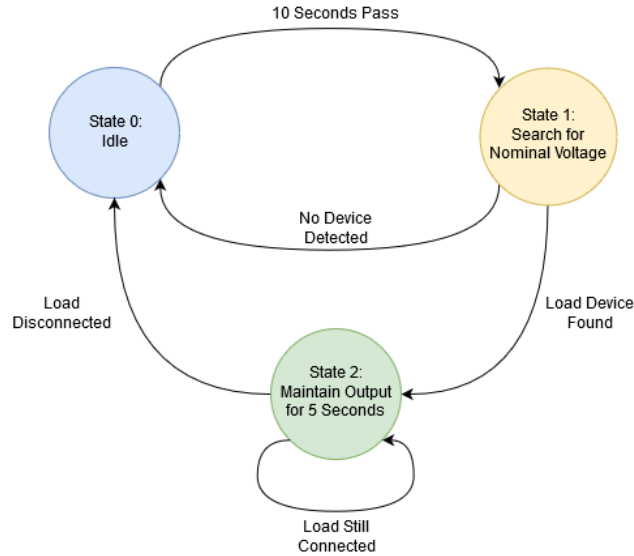 10 Seconds Pass
State 0:
Idle
State 1:
Search for
Nominal Voltage
No Device
Detected
Load
Disconnected
Load Device
Found
State 2:
Maintain Output
for 5 Seconds
Load Still
Connected